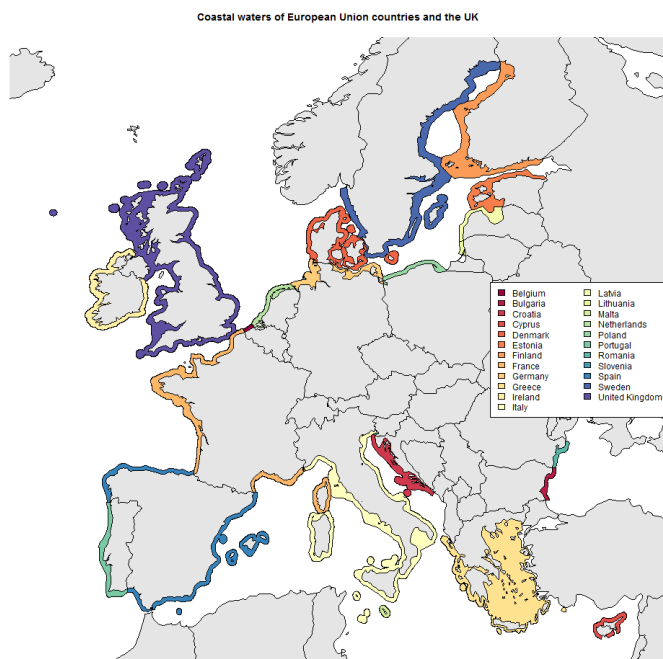 Coastal waters of European Union countries and the UK
Belgium
Bulgaria
Croatia
Cyprus
Denmark
Estonia
Finland
France
Germany
Greece
Ireland
Italy
Latvia
Lithuania
Malta
Netherlands
Poland
Portugal
Romania
Slovenia
Spain
Sweden
United Kingdom